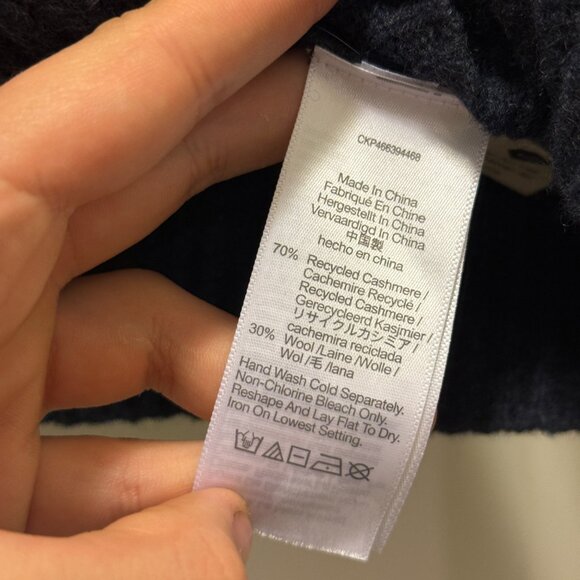 CKP466394468
Made In China
Fabriqué En Chine
Hergestellt In China
Vervaardigd In China
中国製
hecho en china
70% Recycled Cashmere /
Cachemire Recyclé /
Recycled Cashmere /
Gerecycleerd Kasjmier /
リサイクルカシミア /
cachemira reciclada
30% Wool /Laine /Wolle /
Wol /毛 /lana
Hand Wash Cold Separately.
Non-Chlorine Bleach Only.
Reshape And Lay Flat To Dry.
Iron On Lowest Setting.